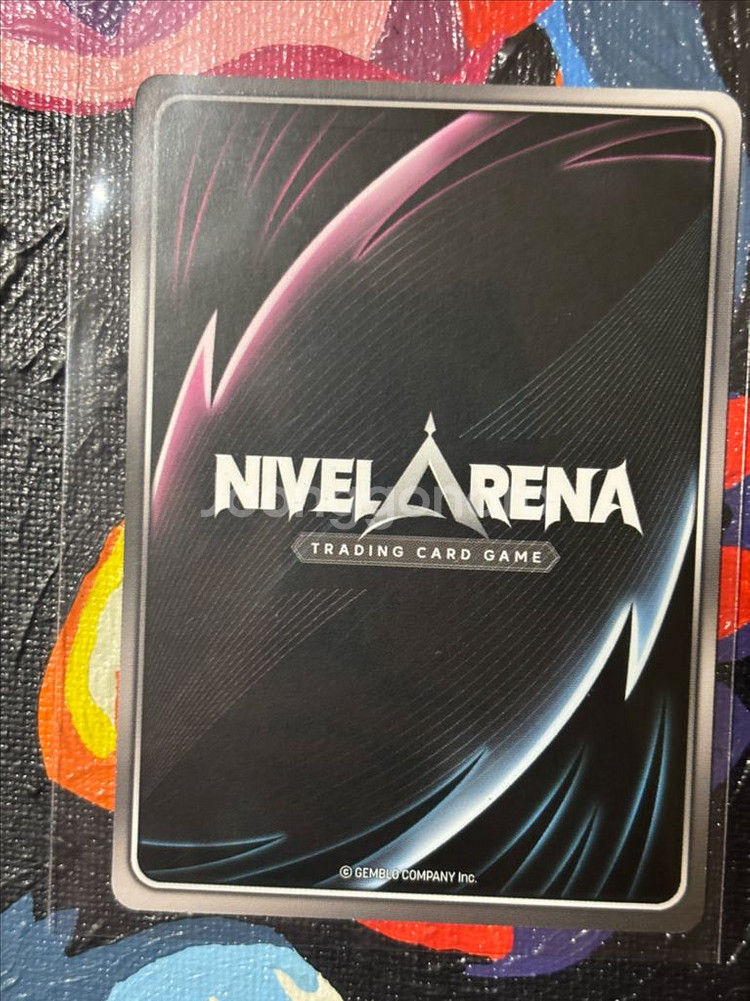 NIVEL ARENA
TRADING CARD GAME
© GEMBLO COMPANY Inc.